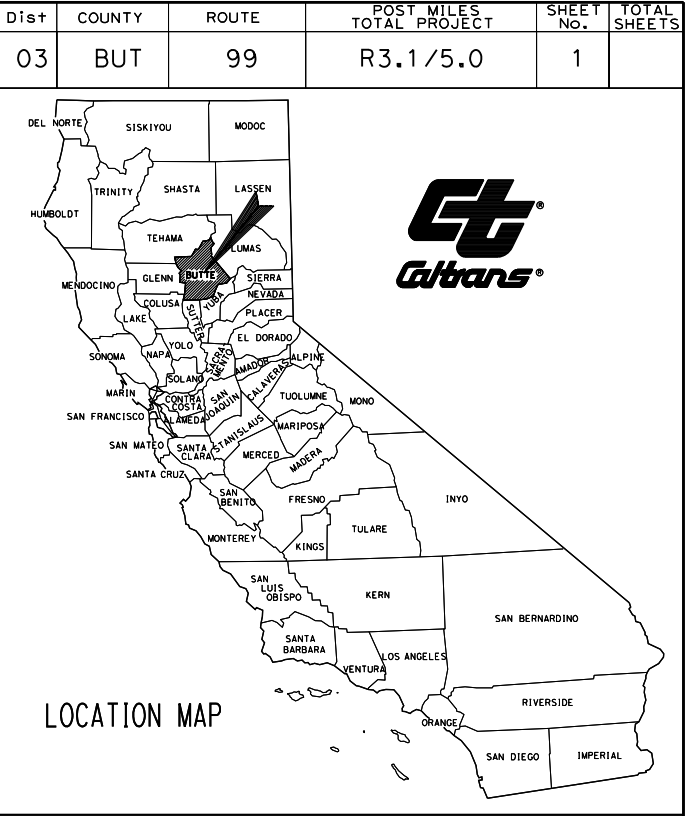 Dist COUNTY ROUTE POST MILES TOTAL PROJECT SHEET No. TOTAL SHEETS
03 BUT 99 R3.1/5.0 1
DEL NORTE
SISKIYOU
MODOC
TRINITY
SHASTA
LASSEN
HUMBOLDT
TEHAMA
LUMAS
MENDOCINO
GLENN
BUTTE
SIERRA
COLUSA
SUTTER
YUBA
NEVADA
LAKE
PLACER
YOLO
EL DORADO
SONOMA
NAPA
SACRA
MENTO
ALPINE
SOLANO
AMADOR
CALAVERAS
MARIN
CONTRA
COSTA
SAN
JOAQUIN
TUOLUMNE
MONO
SAN FRANCISCO
ALAMEDA
STANISLAUS
MARIPOSA
SAN MATEO
SANTA
CLARA
MERCED
MADERA
SANTA CRUZ
SAN
BENITO
FRESNO
INYO
MONTEREY
KINGS
TULARE
SAN
LUIS
OBISPO
KERN
SAN BERNARDINO
SANTA
BARBARA
VENTURA
LOS ANGELES
ORANGE
RIVERSIDE
SAN DIEGO
IMPERIAL
Ct ®
Caltrans ®
LOCATION MAP